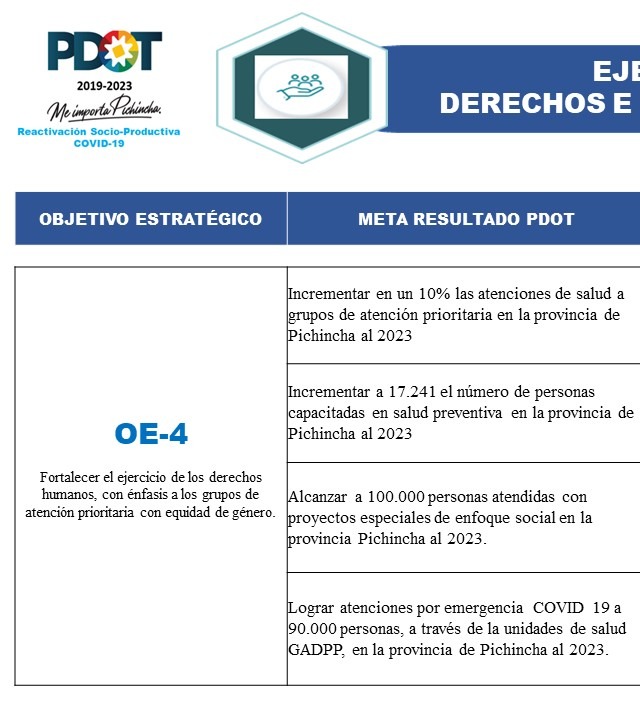 PDOT
2019-2023
Me importa Pichincha.
Reactivación Socio-Productiva
COVID-19
EJE
DERECHOS E
OBJETIVO ESTRATÉGICO
META RESULTADO PDOT
OE-4
Fortalecer el ejercicio de los derechos
humanos, con énfasis a los grupos de
atención prioritaria con equidad de género.
Incrementar en un 10% las atenciones de salud a
grupos de atención prioritaria en la provincia de
Pichincha al 2023
Incrementar a 17.241 el número de personas
capacitadas en salud preventiva en la provincia de
Pichincha al 2023
Alcanzar a 100.000 personas atendidas con
proyectos especiales de enfoque social en la
provincia Pichincha al 2023.
Lograr atenciones por emergencia COVID 19 a
90.000 personas, a través de la unidades de salud
GADPP, en la provincia de Pichincha al 2023.